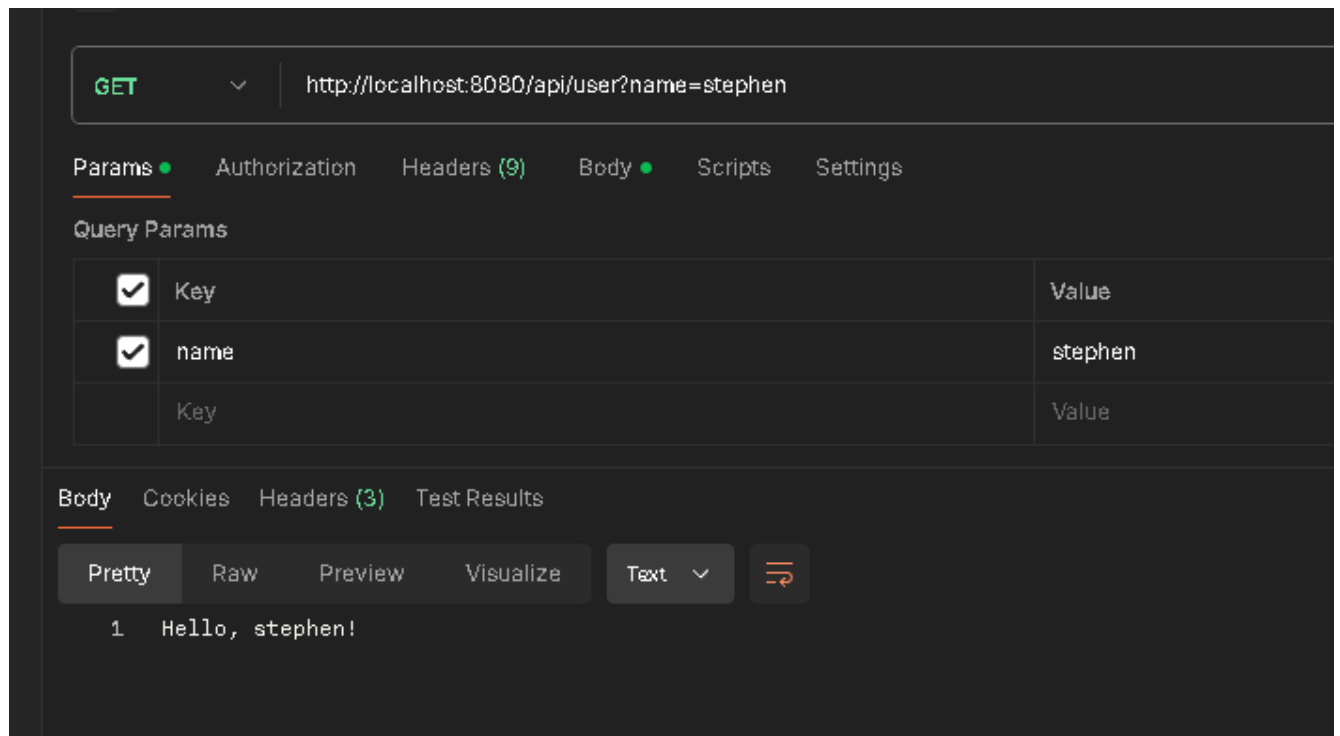 GET http://localhost:8080/api/user?name=stephen
Params Authorization Headers (9) Body Scripts Settings
Query Params
Key Value
name stephen
Key Value
Body Cookies Headers (3) Test Results
Pretty Raw Preview Visualize Text
1 Hello, stephen!